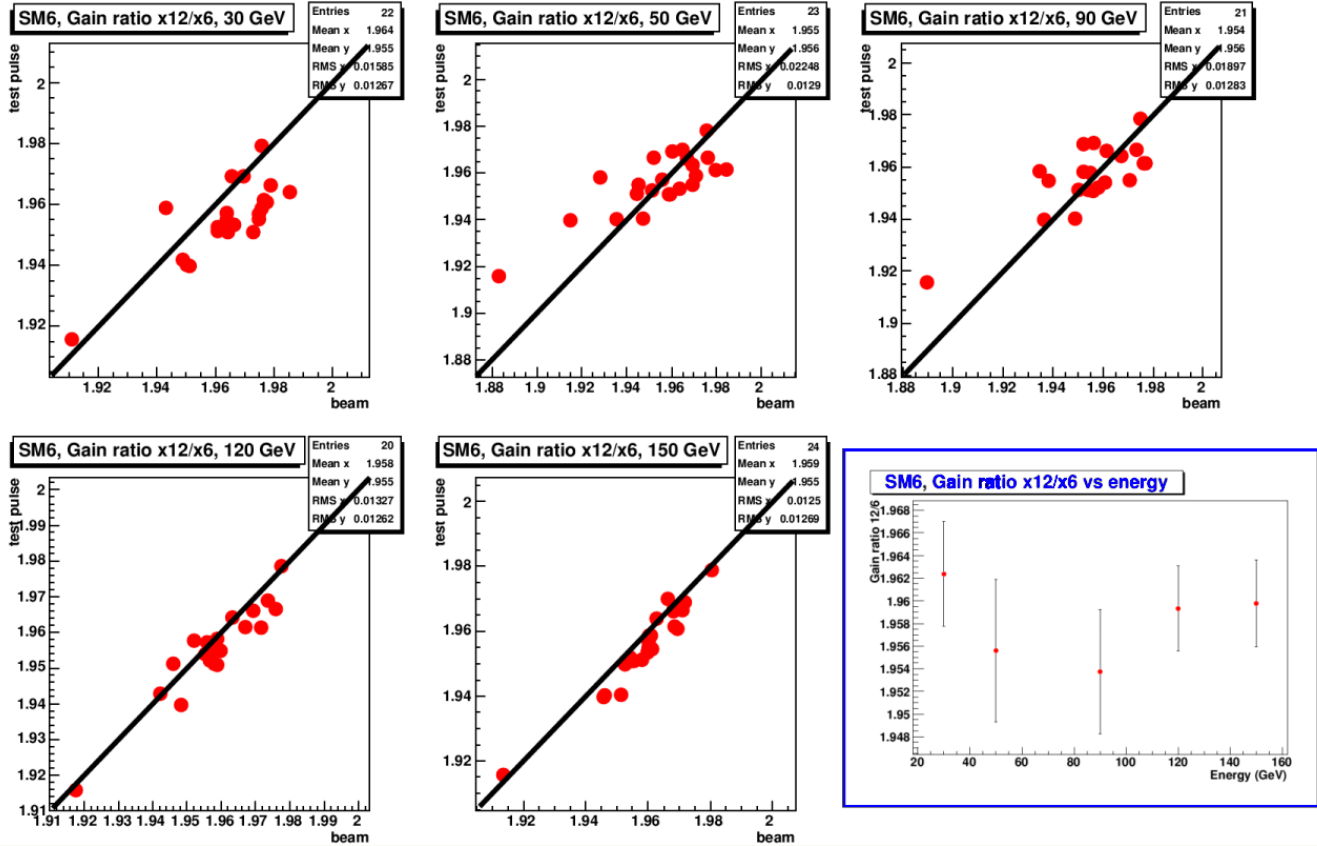 SM6, Gain ratio x12/x6, 30 GeV
Entries 22
Mean x 1.964
Mean y 1.955
RMS x 0.01585
RMS y 0.01267
test pulse
2
1.98
1.96
1.94
1.92
1.92 1.94 1.96 1.98 2
beam
SM6, Gain ratio x12/x6, 50 GeV
Entries 23
Mean x 1.955
Mean y 1.956
RMS x 0.02248
RMS y 0.0129
test pulse
2
1.98
1.96
1.94
1.92
1.9
1.88
1.88 1.9 1.92 1.94 1.96 1.98 2
beam
SM6, Gain ratio x12/x6, 90 GeV
Entries 21
Mean x 1.954
Mean y 1.956
RMS x 0.01897
RMS y 0.01283
test pulse
2
1.98
1.96
1.94
1.92
1.9
1.88
1.88 1.9 1.92 1.94 1.96 1.98 2
beam
SM6, Gain ratio x12/x6, 120 GeV
Entries 20
Mean x 1.958
Mean y 1.955
RMS x 0.01327
RMS y 0.01262
test pulse
2
1.99
1.98
1.97
1.96
1.95
1.94
1.93
1.92
1.91
1.91 1.92 1.93 1.94 1.95 1.96 1.97 1.98 1.99 2
beam
SM6, Gain ratio x12/x6, 150 GeV
Entries 24
Mean x 1.959
Mean y 1.955
RMS x 0.0125
RMS y 0.01269
test pulse
2
1.98
1.96
1.94
1.92
1.92 1.94 1.96 1.98 2
beam
SM6, Gain ratio x12/x6 vs energy
Gain ratio 12/6
1.968
1.966
1.964
1.962
1.96
1.958
1.956
1.954
1.952
1.95
1.948
20 40 60 80 100 120 140 160
Energy (GeV)